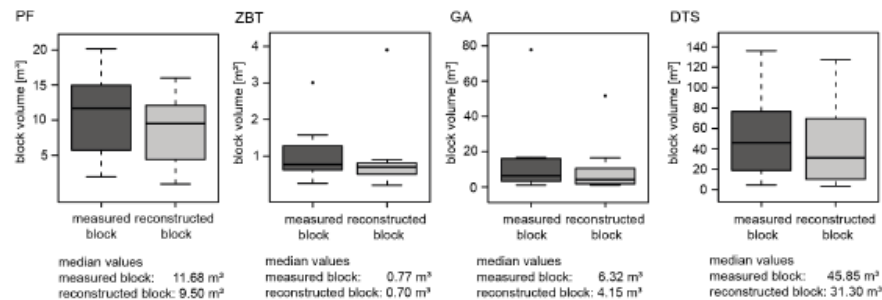 PF
block volume [m³]
20
15
10
5
measured block
reconstructed block
median values
measured block: 11.68 m³
reconstructed block: 9.50 m³
ZBT
block volume [m³]
4
3
2
1
measured block
reconstructed block
median values
measured block: 0.77 m³
reconstructed block: 0.70 m³
GA
block volume [m³]
80
60
40
20
0
measured block
reconstructed block
median values
measured block: 6.32 m³
reconstructed block: 4.15 m³
DTS
block volume [m³]
140
120
100
80
60
40
20
0
measured block
reconstructed block
median values
measured block: 45.85 m³
reconstructed block: 31.30 m³